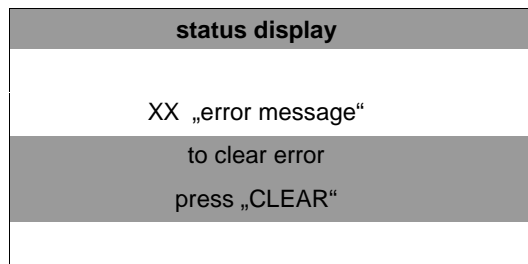 status display
XX „error message“
to clear error
press „CLEAR“